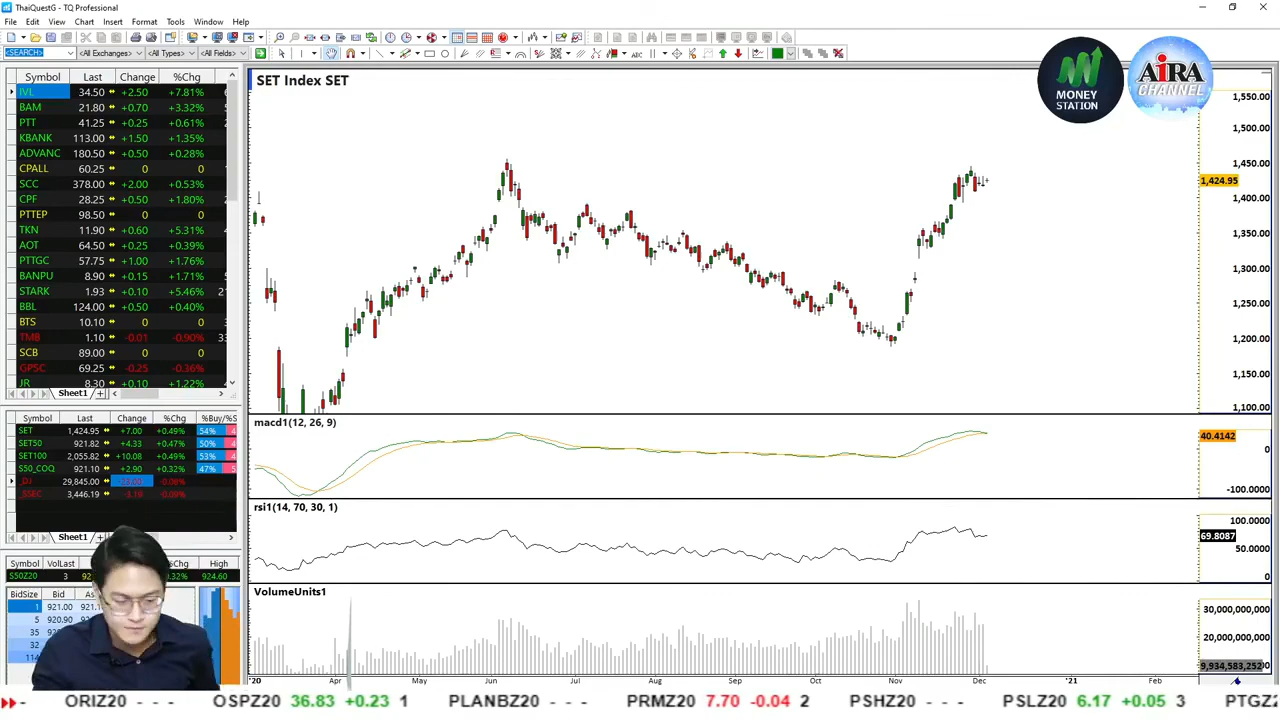 ThaiQuestG - TQ Professional
File Edit View Chart Insert Format Tools Window Help
<SEARCH> <All Exchanges> <All Types> <All Fields>
Symbol Last Change %Chg
IVL 34.50 +2.50 +7.81%
BAM 21.80 +0.70 +3.32%
PTT 41.25 +0.25 +0.61%
KBANK 113.00 +1.50 +1.35%
ADVANC 180.50 +0.50 +0.28%
CPALL 60.25 0 0
SCC 378.00 +2.00 +0.53%
CPF 28.25 +0.50 +1.80%
PTTEP 98.50 0 0
TKN 11.90 +0.60 +5.31%
AOT 64.50 +0.25 +0.39%
PTTGC 57.75 +1.00 +1.76%
BANPU 8.90 +0.15 +1.71%
STARK 1.93 +0.10 +5.46%
BBL 124.00 +0.50 +0.40%
BTS 10.10 0 0
TMB 1.10 -0.01 -0.90%
SCB 89.00 0 0
GPSC 69.25 -0.25 -0.36%
JR 8.30 +0.10 +1.22%
Sheet1
Symbol Last Change %Chg %Buy/%S
SET 1,424.95 +7.00 +0.49% 54%
SET50 921.82 +4.33 +0.47% 50%
SET100 2,055.82 +10.08 +0.49% 53%
S50_COQ 921.10 +2.90 +0.32% 47%
_DJ 29,845.00 -0.08%
_SSEC 3,446.19 -3.19 -0.09%
Sheet1
Symbol VolLast %Chg High
S50Z20 3 0.32% 924.60
BidSize Bid
1 921.00
5 920.90
35 920.80
32
114
SET Index SET
MONEY
STATION
AiRA
CHANNEL
1,550.00
1,500.00
1,450.00
1,424.95
1,400.00
1,350.00
1,300.00
1,250.00
1,200.00
1,150.00
1,100.00
macd1(12, 26, 9)
40.4142
0
-100.0000
rsi1(14, 70, 30, 1)
100.0000
69.8087
50.0000
0
VolumeUnits1
30,000,000,000
20,000,000,000
9,934,583,252
'20 Apr May Jun Jul Aug Sep Oct Nov Dec '21 Feb
ORIZ20 - - - OSPZ20 36.83 +0.23 1 PLANBZ20 - - - PRMZ20 7.70 -0.04 2 PSHZ20 - - - PSLZ20 6.17 +0.05 3 PTGZ2